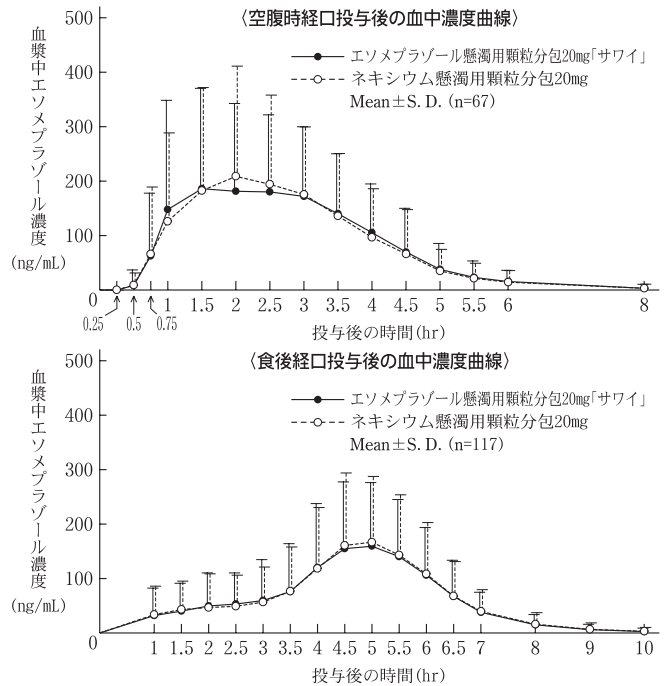 〈空腹時経口投与後の血中濃度曲線〉
エソメプラゾール懸濁用顆粒分包20mg「サワイ」
ネキシウム懸濁用顆粒分包20mg
Mean±S. D. (n=67)
血漿中エソメプラゾール濃度
(ng/mL)
500
400
300
200
100
0
1 1.5 2 2.5 3 3.5 4 4.5 5 5.5 6 8
0.25 0.5 0.75
投与後の時間(hr)
〈食後経口投与後の血中濃度曲線〉
エソメプラゾール懸濁用顆粒分包20mg「サワイ」
ネキシウム懸濁用顆粒分包20mg
Mean±S. D. (n=117)
血漿中エソメプラゾール濃度
(ng/mL)
500
400
300
200
100
0
1 1.5 2 2.5 3 3.5 4 4.5 5 5.5 6 6.5 7 8 9 10
投与後の時間(hr)